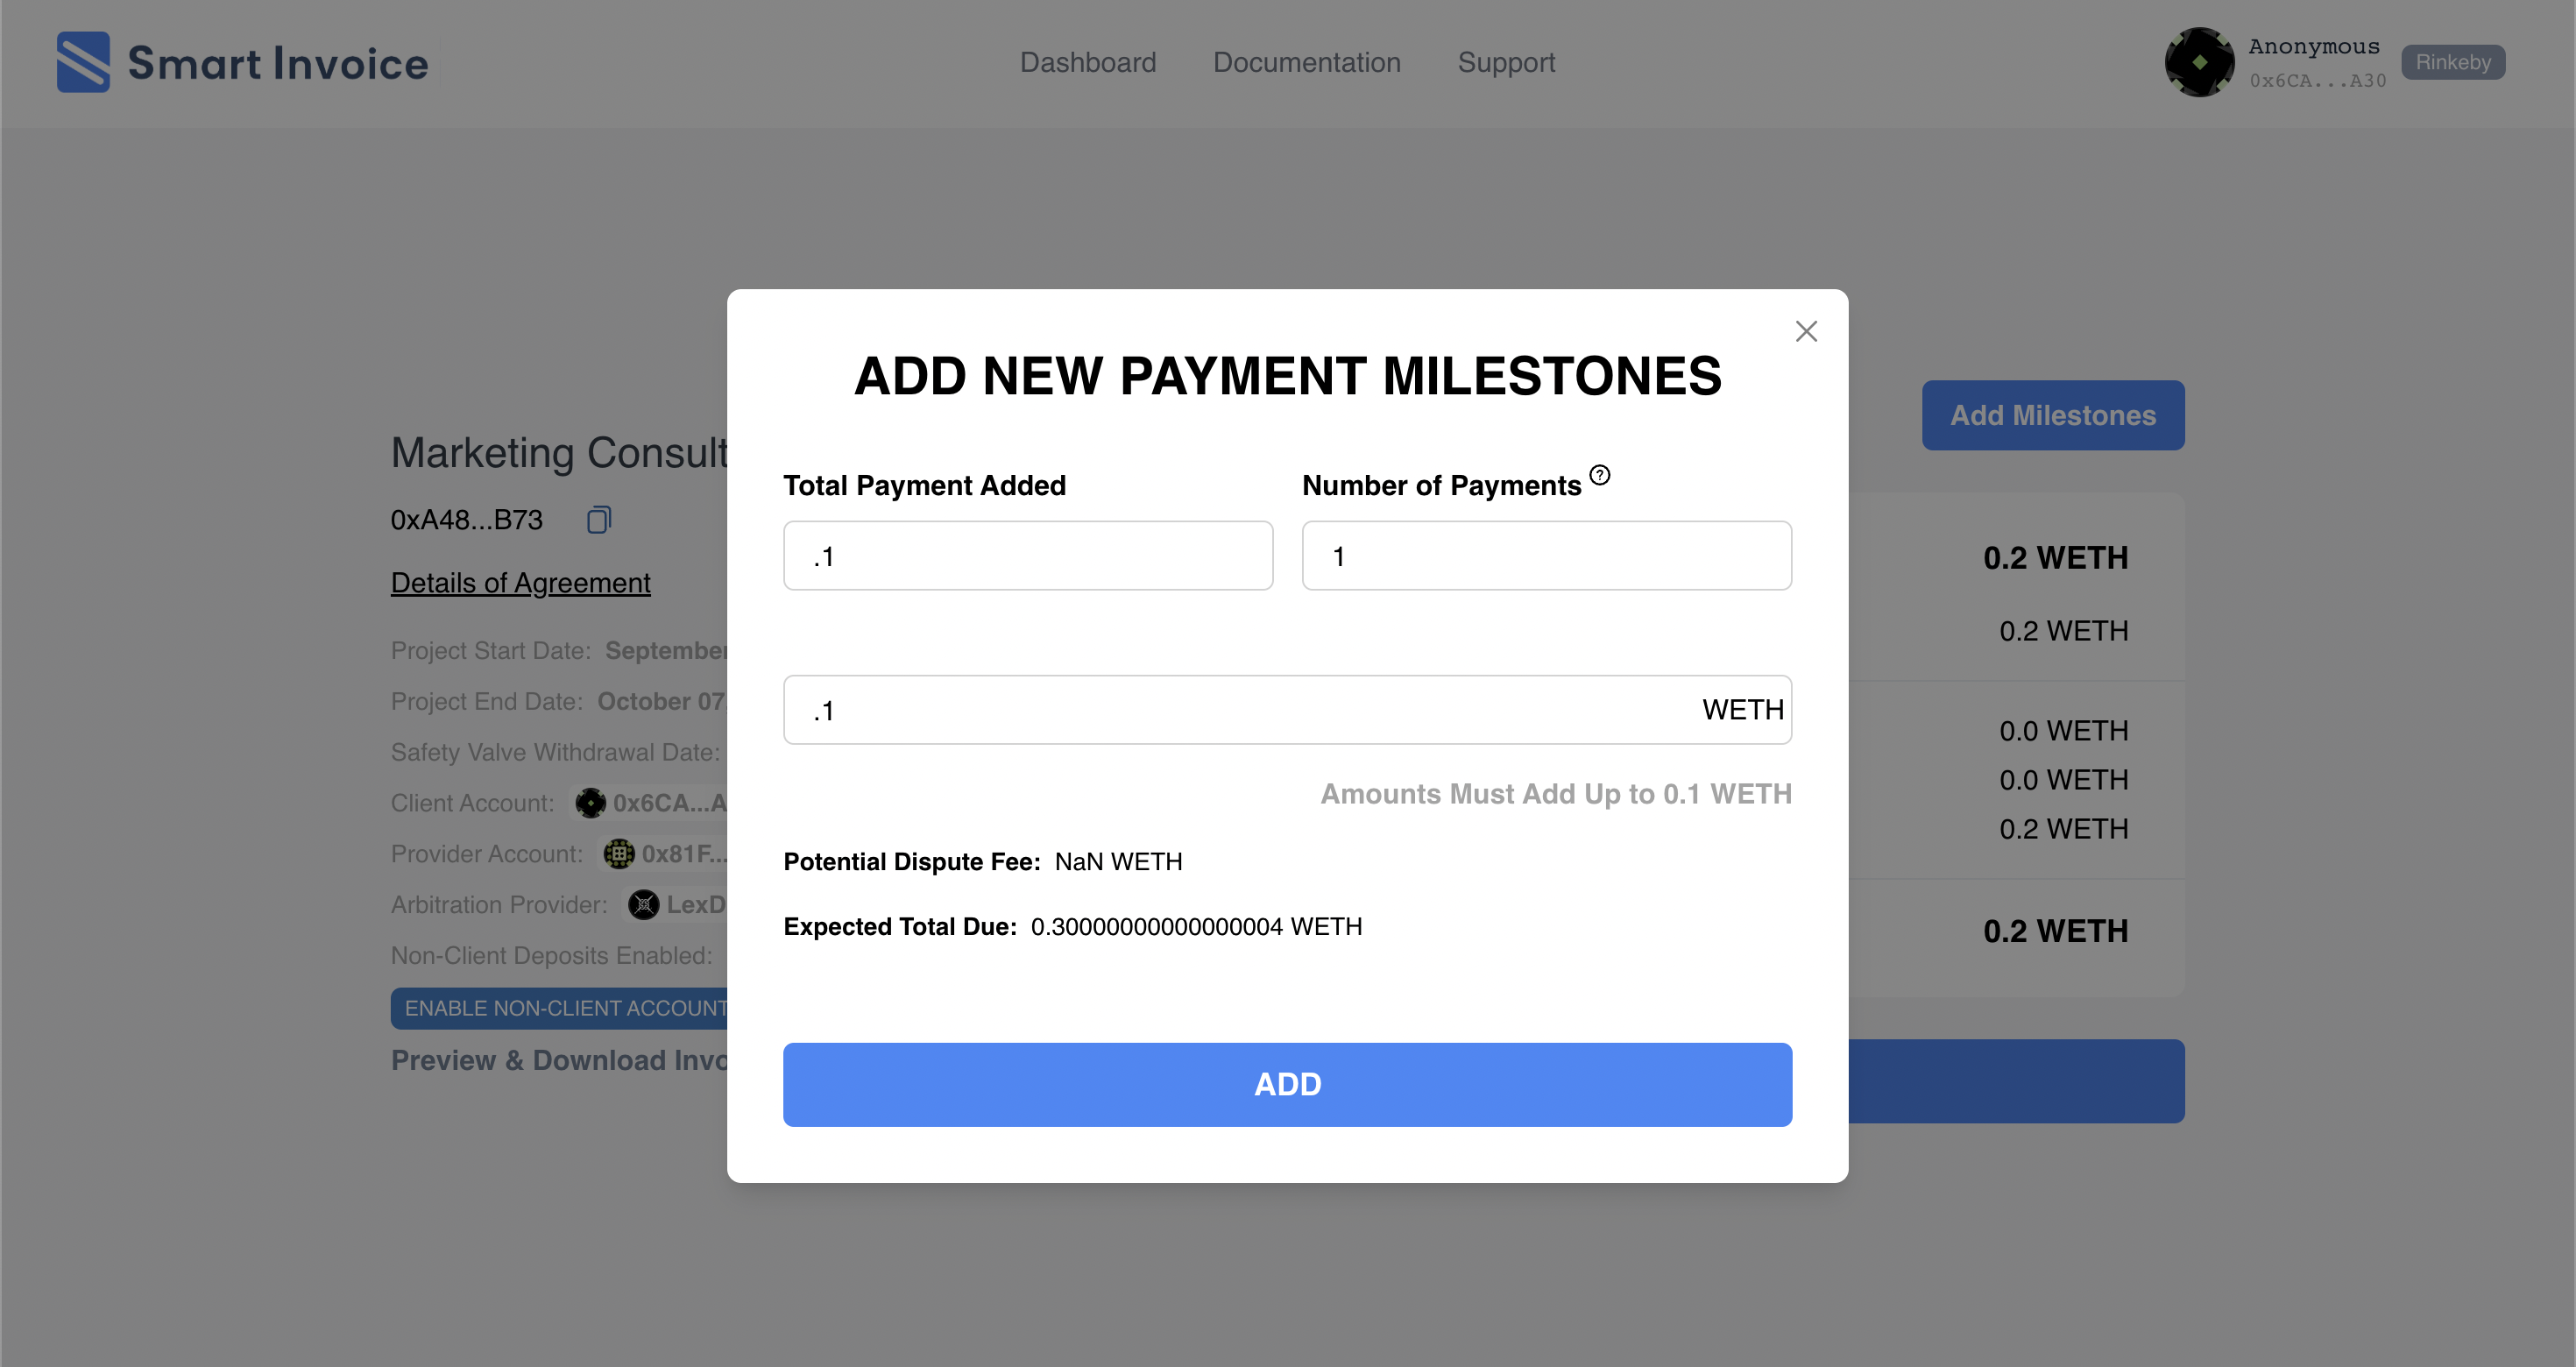 Smart Invoice
Dashboard
Documentation
Support
Anonymous
0x6CA...A30
Rinkeby
Marketing Consult
0xA48...B73
Details of Agreement
Project Start Date: September
Project End Date: October 07
Safety Valve Withdrawal Date:
Client Account: 0x6CA...A
Provider Account: 0x81F...
Arbitration Provider: LexD
Non-Client Deposits Enabled:
ENABLE NON-CLIENT ACCOUNT
Preview & Download Invo
ADD NEW PAYMENT MILESTONES
Total Payment Added
Number of Payments ?
.1
1
.1 WETH
Amounts Must Add Up to 0.1 WETH
Potential Dispute Fee: NaN WETH
Expected Total Due: 0.30000000000000004 WETH
ADD
Add Milestones
0.2 WETH
0.2 WETH
0.0 WETH
0.0 WETH
0.2 WETH
0.2 WETH